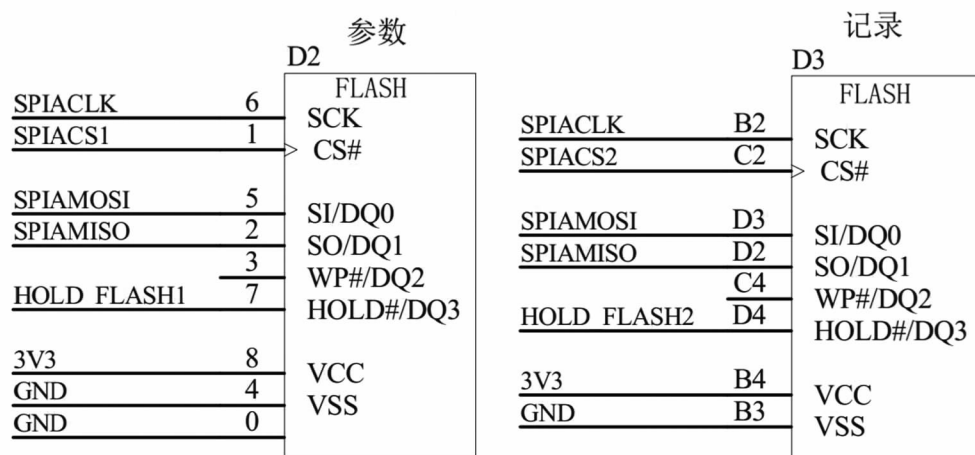 参数
D2
FLASH
SPIACLK 6 SCK
SPIACS1 1 CS#
SPIAMOSI 5 SI/DQ0
SPIAMISO 2 SO/DQ1
3 WP#/DQ2
HOLD FLASH1 7 HOLD#/DQ3
3V3 8 VCC
GND 4 VSS
GND 0
记录
D3
FLASH
SPIACLK B2 SCK
SPIACS2 C2 CS#
SPIAMOSI D3 SI/DQ0
SPIAMISO D2 SO/DQ1
C4 WP#/DQ2
HOLD FLASH2 D4 HOLD#/DQ3
3V3 B4 VCC
GND B3 VSS